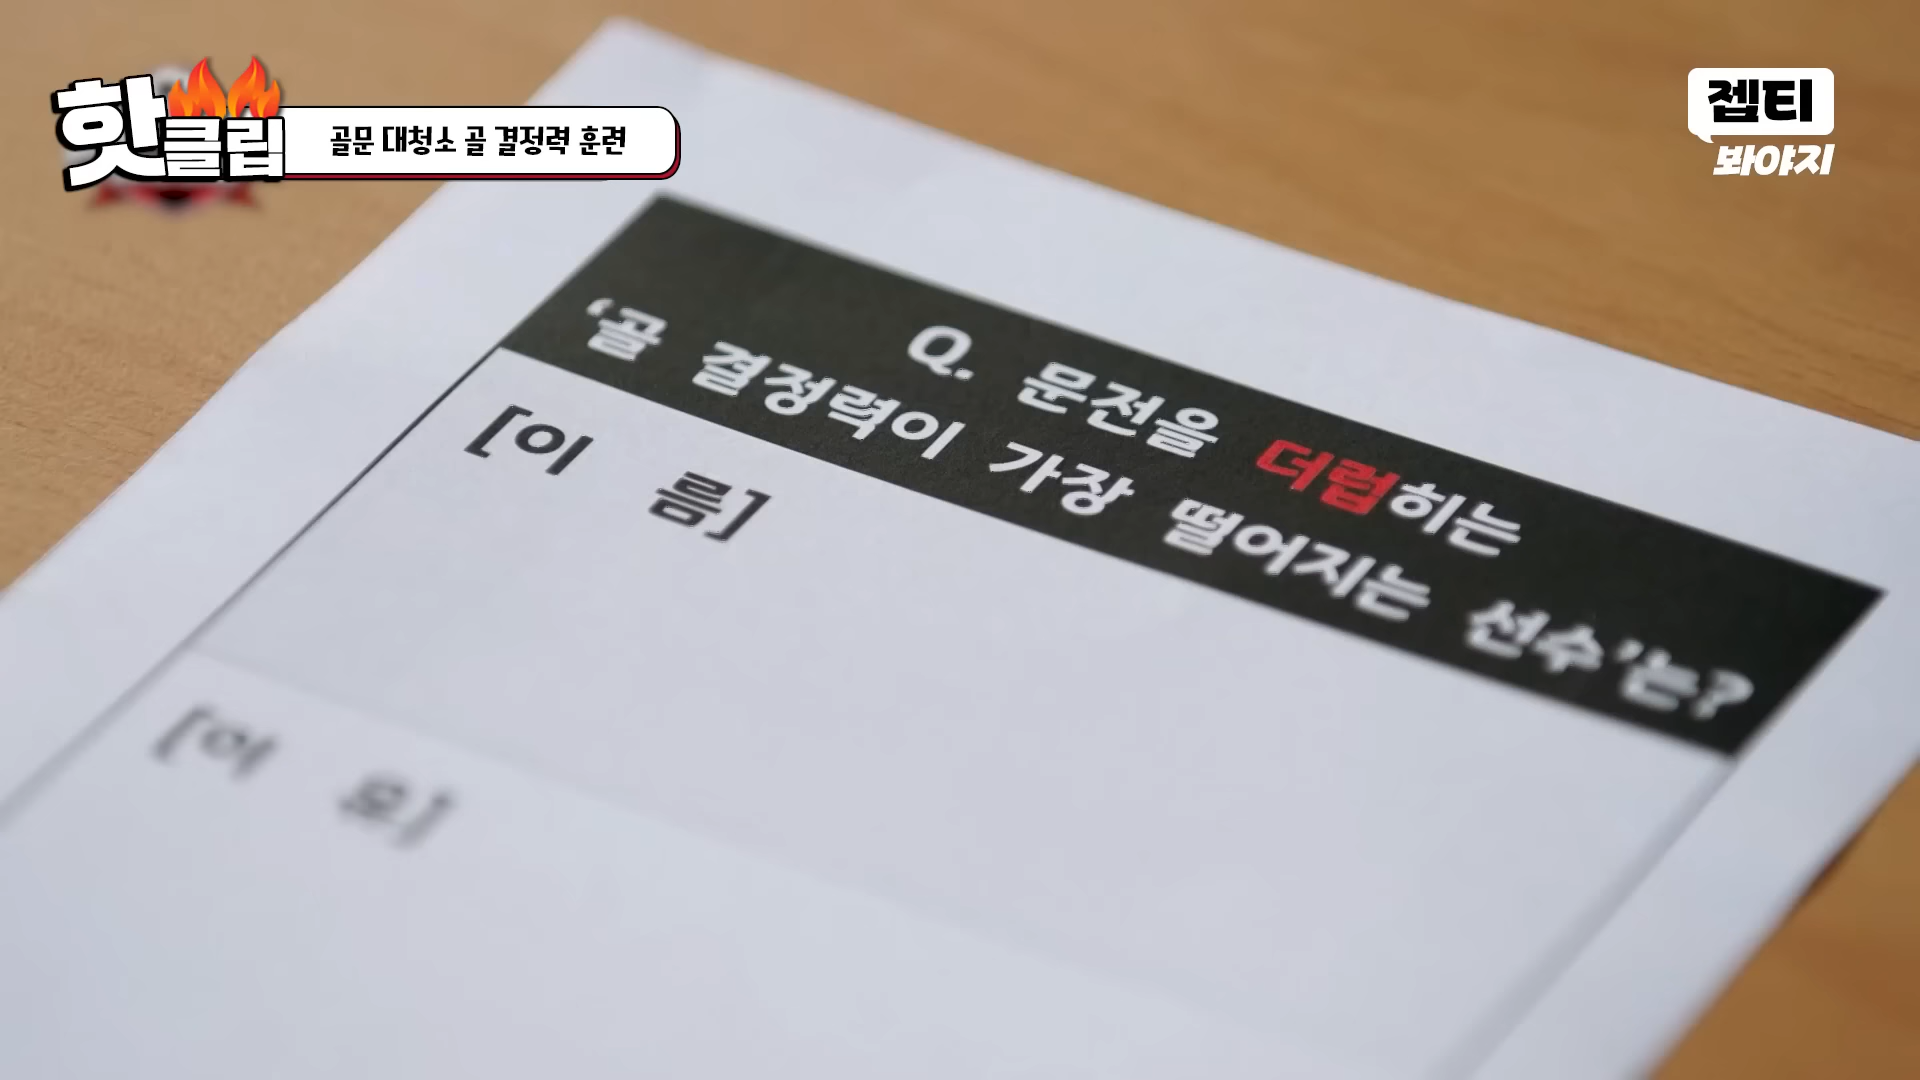 핫클립
골문 대청소 골 결정력 훈련
젬티
봐야지
Q. 문전을 더럽히는
‘골 결정력이 가장 떨어지는 선수’는?
[이 름]
[이 유]